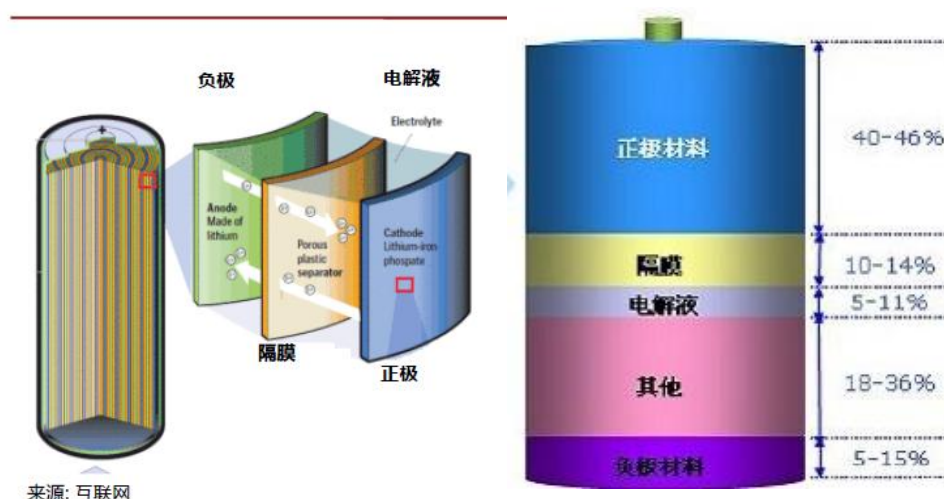 负极
电解液
Electrolyte
+
Anode
Made of
lithium
Porous
plastic
separator
Cathode
Lithium-iron
phospate
隔膜
正极
来源: 互联网
正极材料
40-46%
隔膜
10-14%
电解液
5-11%
其他
18-36%
负极材料
5-15%